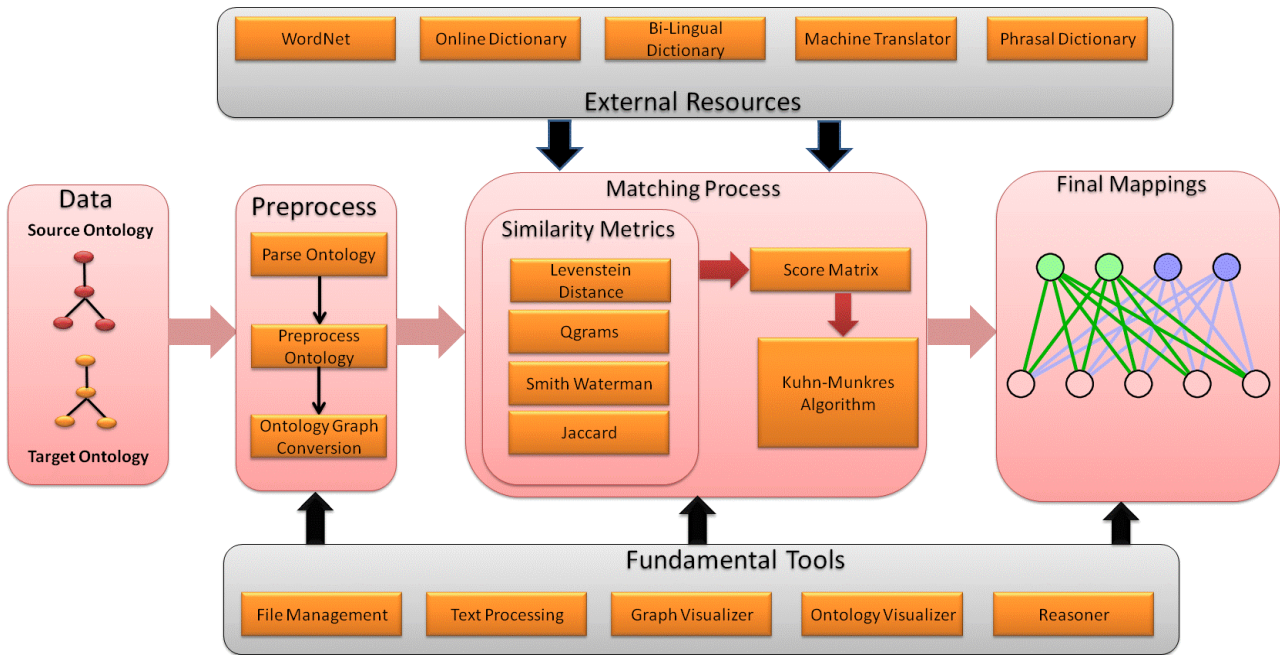 WordNet
Online Dictionary
Bi-Lingual
Dictionary
Machine Translator
Phrasal Dictionary
External Resources
Data
Source Ontology
Target Ontology
Preprocess
Parse Ontology
Preprocess
Ontology
Ontology Graph
Conversion
Matching Process
Similarity Metrics
Levenstein
Distance
Qgrams
Smith Waterman
Jaccard
Score Matrix
Kuhn-Munkres
Algorithm
Final Mappings
Fundamental Tools
File Management
Text Processing
Graph Visualizer
Ontology Visualizer
Reasoner